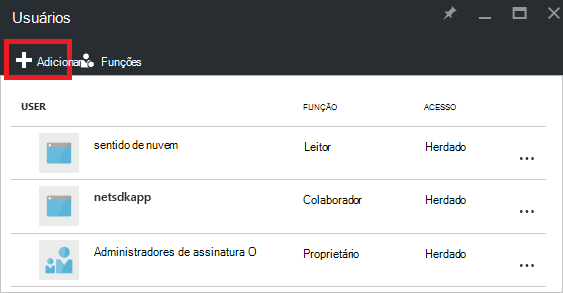 Usuários
Adicionar Funções
USER FUNÇÃO ACESSO
sentido de nuvem Leitor Herdado ...
netsdkapp Colaborador Herdado ...
Administradores de assinatura O Proprietário Herdado ...